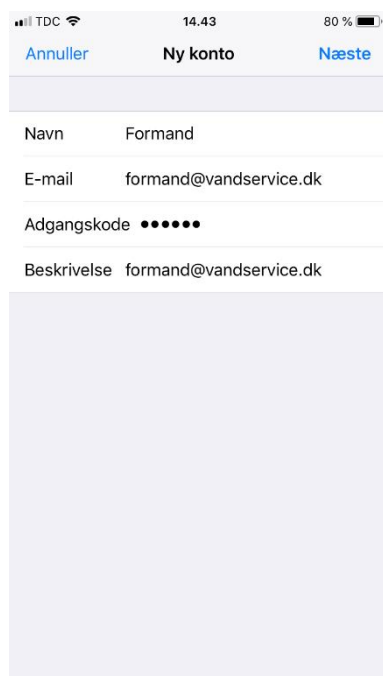 TDC 14.43 80 %
Annuller Ny konto Næste
Navn Formand
E-mail formand@vandservice.dk
Adgangskode ••••••
Beskrivelse formand@vandservice.dk